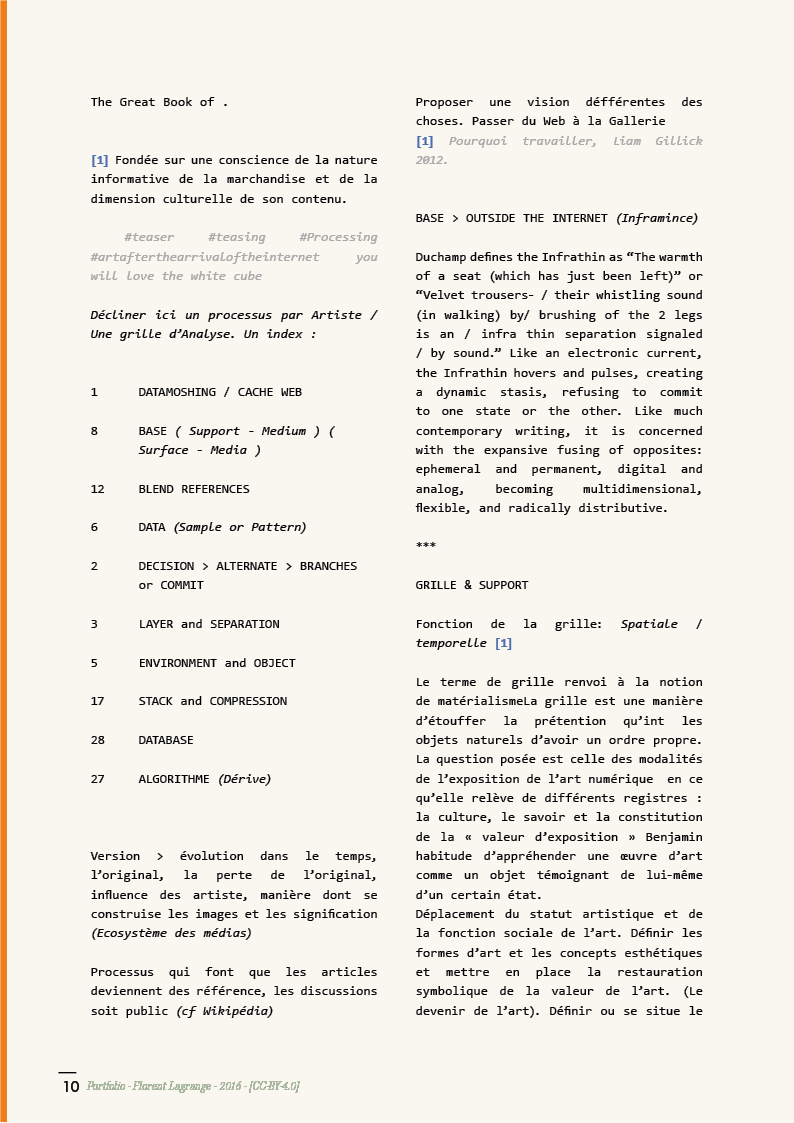 The Great Book of .
[1] Fondée sur une conscience de la nature
informative de la marchandise et de la
dimension culturelle de son contenu.
#teaser #teasing #Processing
#artafterthearrivaloftheinternet you
will love the white cube
Décliner ici un processus par Artiste /
Une grille d’Analyse. Un index :
1 DATAMOSHING / CACHE WEB
8 BASE ( Support - Medium ) (
Surface - Media )
12 BLEND REFERENCES
6 DATA (Sample or Pattern)
2 DECISION > ALTERNATE > BRANCHES
or COMMIT
3 LAYER and SEPARATION
5 ENVIRONMENT and OBJECT
17 STACK and COMPRESSION
28 DATABASE
27 ALGORITHME (Dérive)
Version > évolution dans le temps,
l’original, la perte de l’original,
influence des artiste, manière dont se
construise les images et les signification
(Ecosystème des médias)
Processus qui font que les articles
deviennent des référence, les discussions
soit public (cf Wikipédia)
Proposer une vision défférentes des
choses. Passer du Web à la Gallerie
[1] Pourquoi travailler, Liam Gillick
2012.
BASE > OUTSIDE THE INTERNET (Inframince)
Duchamp defines the Infrathin as “The warmth
of a seat (which has just been left)” or
“Velvet trousers- / their whistling sound
(in walking) by/ brushing of the 2 legs
is an / infra thin separation signaled
/ by sound.” Like an electronic current,
the Infrathin hovers and pulses, creating
a dynamic stasis, refusing to commit
to one state or the other. Like much
contemporary writing, it is concerned
with the expansive fusing of opposites:
ephemeral and permanent, digital and
analog, becoming multidimensional,
flexible, and radically distributive.
***
GRILLE & SUPPORT
Fonction de la grille: Spatiale /
temporelle [1]
Le terme de grille renvoi à la notion
de matérialismeLa grille est une manière
d’étouffer la prétention qu’int les
objets naturels d’avoir un ordre propre.
La question posée est celle des modalités
de l’exposition de l’art numérique en ce
qu’elle relève de différents registres :
la culture, le savoir et la constitution
de la « valeur d’exposition » Benjamin
habitude d’appréhender une œuvre d’art
comme un objet témoignant de lui-même
d’un certain état.
Déplacement du statut artistique et de
la fonction sociale de l’art. Définir les
formes d’art et les concepts esthétiques
et mettre en place la restauration
symbolique de la valeur de l’art. (Le
devenir de l’art). Définir ou se situe le
10 Portfolio - Florent Lagrange - 2016 - [CC-BY-4.0]